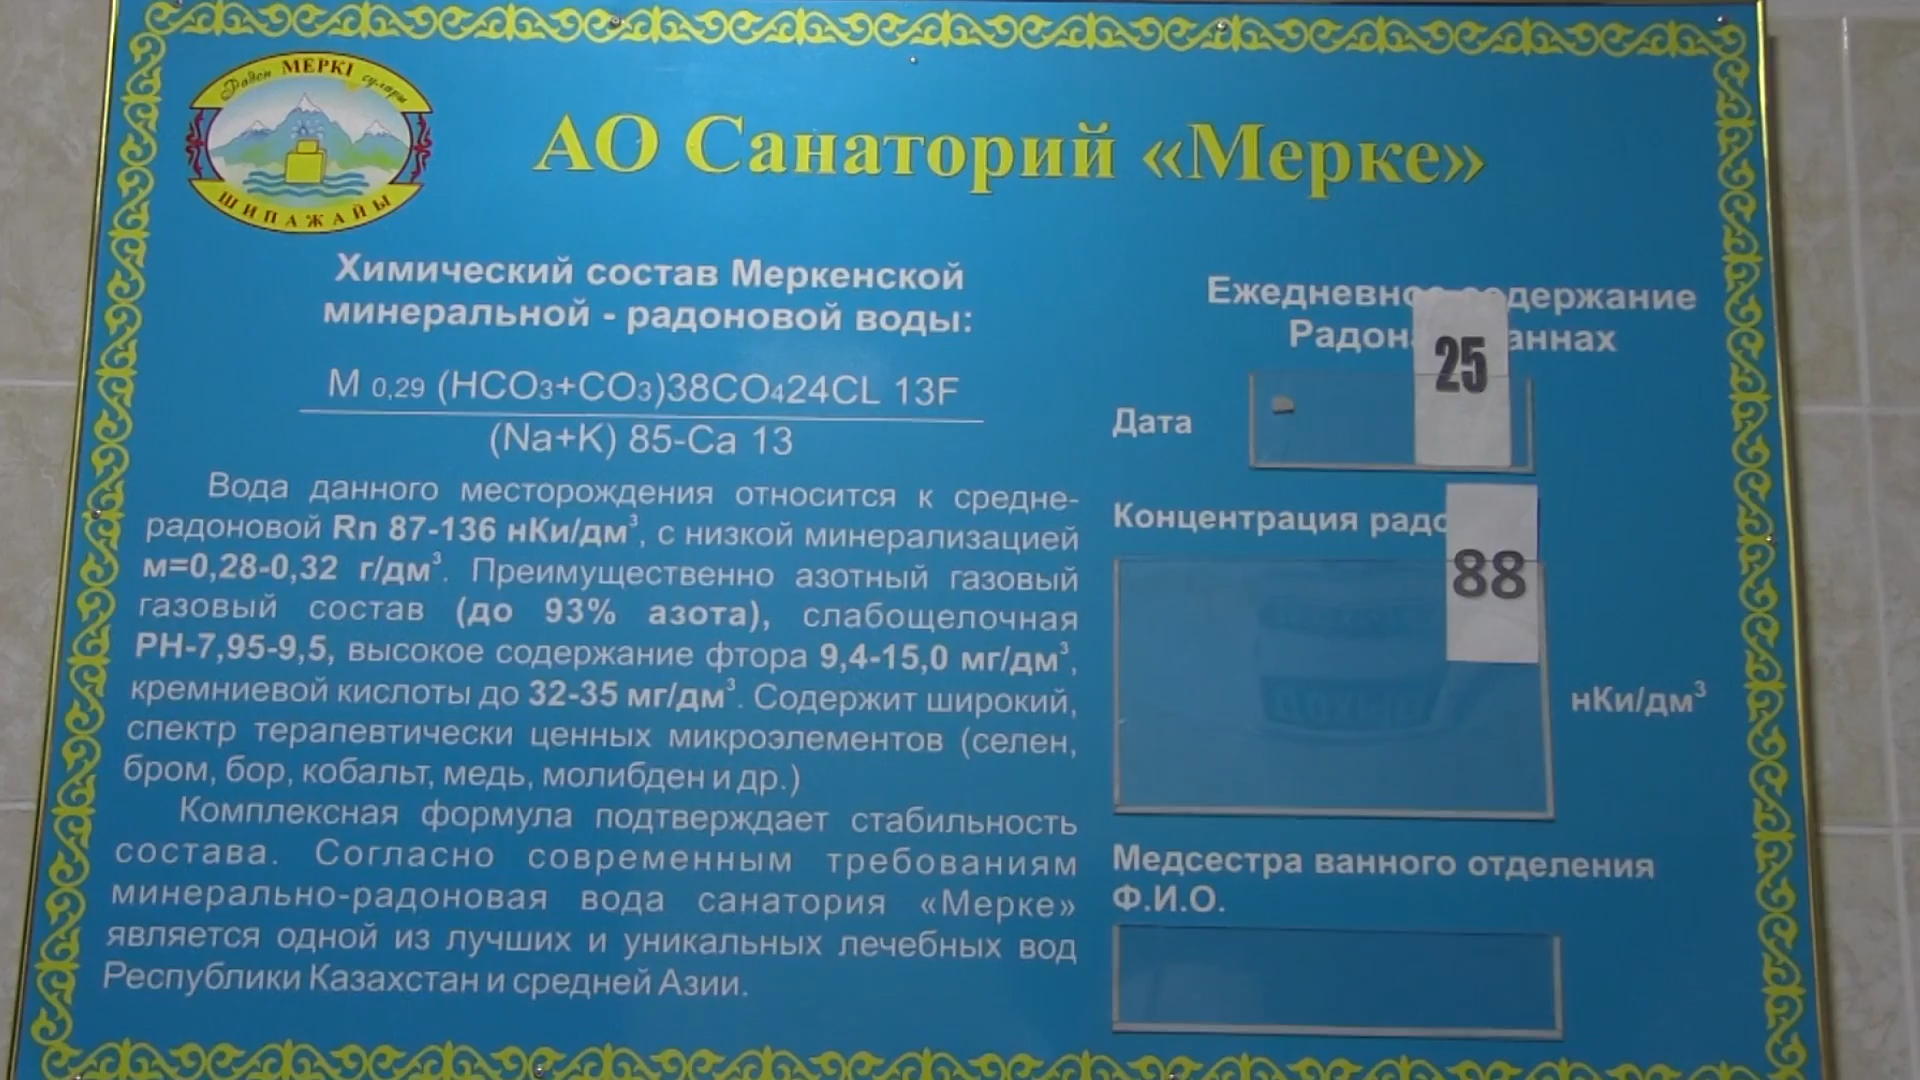 Радон МЕРКІ сулары
ШИПАЖАЙЫ
АО Санаторий «Мерке»
Химический состав Меркенской
минеральной - радоновой воды:
М 0,29 (HCO3+CO3)38CO424CL 13F
(Na+K) 85-Ca 13
Вода данного месторождения относится к средне-
радоновой Rn 87-136 нКи/дм³, с низкой минерализацией
м=0,28-0,32 г/дм³. Преимущественно азотный газовый
газовый состав (до 93% азота), слабощелочная
РН-7,95-9,5, высокое содержание фтора 9,4-15,0 мг/дм³,
кремниевой кислоты до 32-35 мг/дм³. Содержит широкий,
спектр терапевтически ценных микроэлементов (селен,
бром, бор, кобальт, медь, молибден и др.)
Комплексная формула подтверждает стабильность
состава. Согласно современным требованиям
минерально-радоновая вода санатория «Мерке»
является одной из лучших и уникальных лечебных вод
Республики Казахстан и средней Азии.
Ежедневно содержание
Радон ваннах
25
Дата
Концентрация радо
88
нКи/дм³
Медсестра ванного отделения
Ф.И.О.